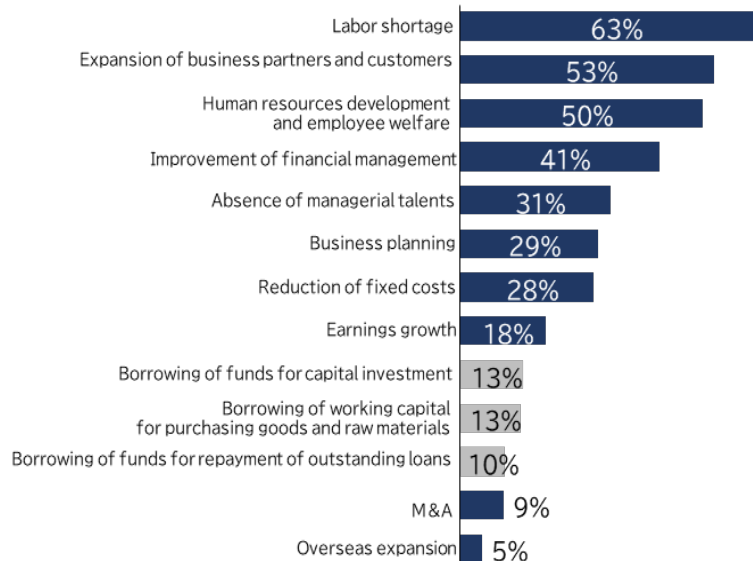 Labor shortage 63%
Expansion of business partners and customers 53%
Human resources development
and employee welfare 50%
Improvement of financial management 41%
Absence of managerial talents 31%
Business planning 29%
Reduction of fixed costs 28%
Earnings growth 18%
Borrowing of funds for capital investment 13%
Borrowing of working capital
for purchasing goods and raw materials 13%
Borrowing of funds for repayment of outstanding loans 10%
M&A 9%
Overseas expansion 5%